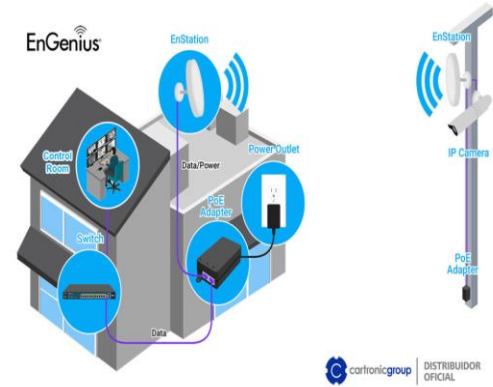 EnGenius
EnStation
Control
Room
Data/Power
Power Outlet
PoE
Adapter
Switch
Data
EnStation
IP Camera
PoE
Adapter
cartronicgroup
DISTRIBUIDOR
OFICIAL